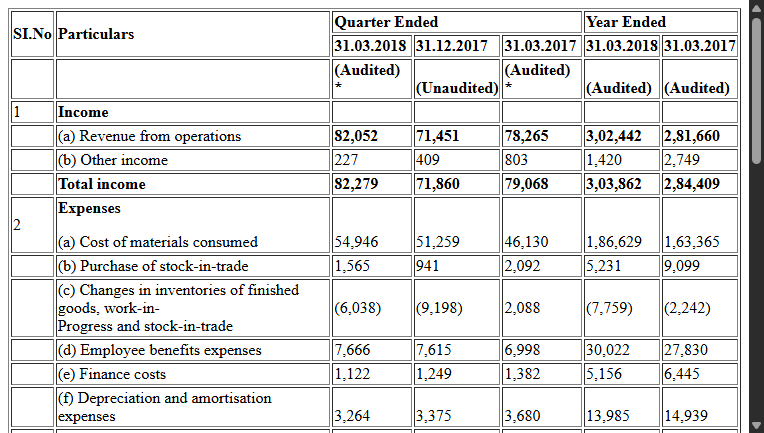 SI.No Particulars Quarter Ended Year Ended
31.03.2018 31.12.2017 31.03.2017 31.03.2018 31.03.2017
(Audited) * (Unaudited) (Audited) * (Audited) (Audited)
1 Income
(a) Revenue from operations 82,052 71,451 78,265 3,02,442 2,81,660
(b) Other income 227 409 803 1,420 2,749
Total income 82,279 71,860 79,068 3,03,862 2,84,409
2 Expenses
(a) Cost of materials consumed 54,946 51,259 46,130 1,86,629 1,63,365
(b) Purchase of stock-in-trade 1,565 941 2,092 5,231 9,099
(c) Changes in inventories of finished
goods, work-in-
Progress and stock-in-trade (6,038) (9,198) 2,088 (7,759) (2,242)
(d) Employee benefits expenses 7,666 7,615 6,998 30,022 27,830
(e) Finance costs 1,122 1,249 1,382 5,156 6,445
(f) Depreciation and amortisation
expenses 3,264 3,375 3,680 13,985 14,939